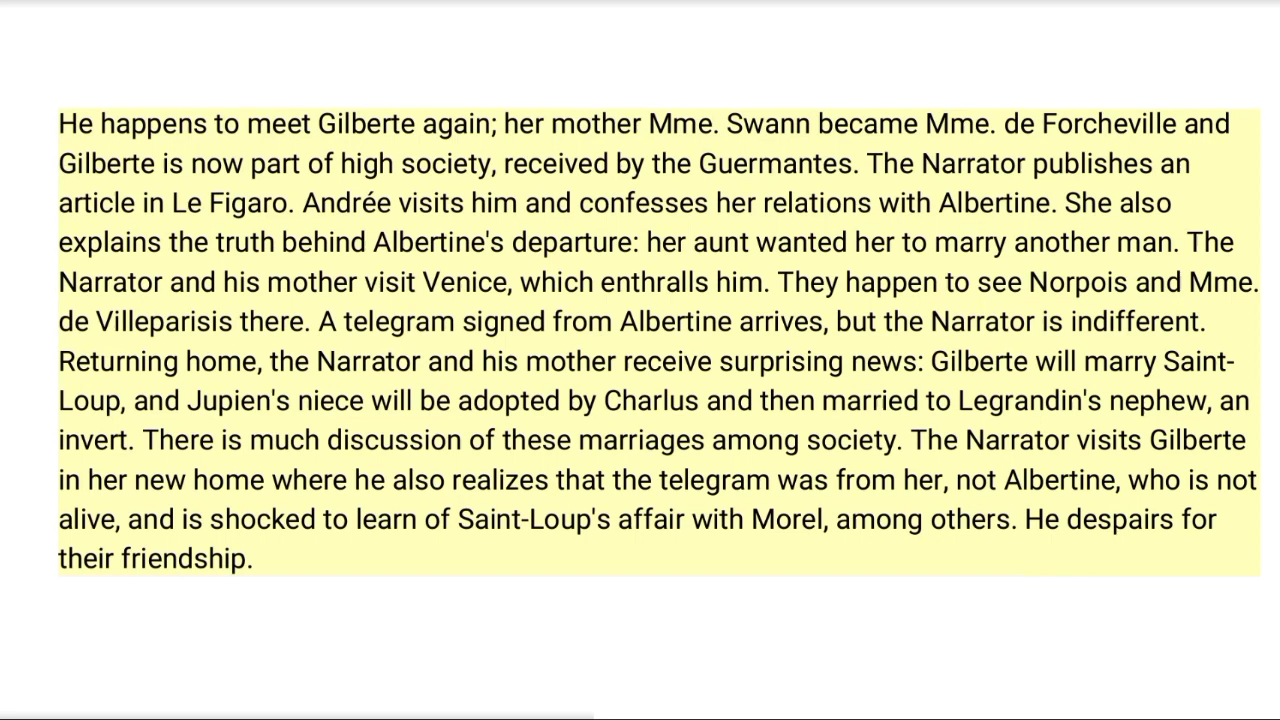 He happens to meet Gilberte again; her mother Mme. Swann became Mme. de Forcheville and
Gilberte is now part of high society, received by the Guermantes. The Narrator publishes an
article in Le Figaro. Andrée visits him and confesses her relations with Albertine. She also
explains the truth behind Albertine's departure: her aunt wanted her to marry another man. The
Narrator and his mother visit Venice, which enthralls him. They happen to see Norpois and Mme.
de Villeparisis there. A telegram signed from Albertine arrives, but the Narrator is indifferent.
Returning home, the Narrator and his mother receive surprising news: Gilberte will marry Saint-
Loup, and Jupien's niece will be adopted by Charlus and then married to Legrandin's nephew, an
invert. There is much discussion of these marriages among society. The Narrator visits Gilberte
in her new home where he also realizes that the telegram was from her, not Albertine, who is not
alive, and is shocked to learn of Saint-Loup's affair with Morel, among others. He despairs for
their friendship.